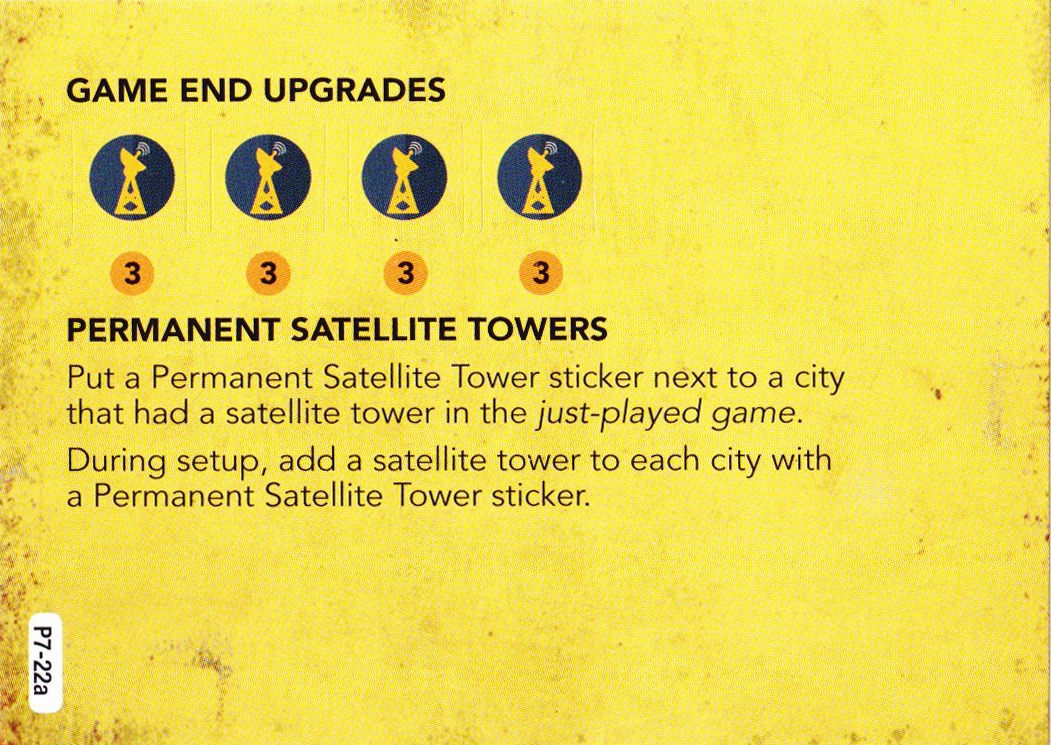 GAME END UPGRADES
3 3 3 3
PERMANENT SATELLITE TOWERS
Put a Permanent Satellite Tower sticker next to a city
that had a satellite tower in the just-played game.
During setup, add a satellite tower to each city with
a Permanent Satellite Tower sticker.
P7-22a